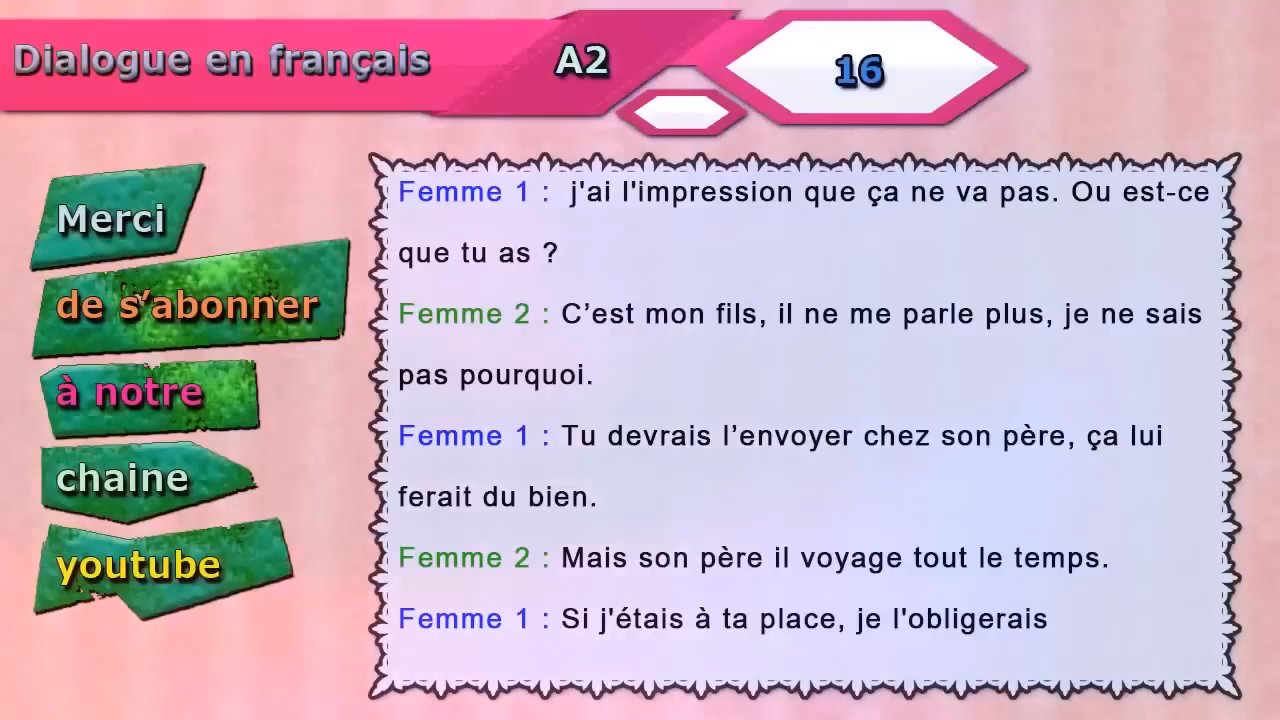 Dialogue en français
A2
16
Merci
de s’abonner
à notre
chaine
youtube
Femme 1 : j'ai l'impression que ça ne va pas. Ou est-ce
que tu as ?
Femme 2 : C’est mon fils, il ne me parle plus, je ne sais
pas pourquoi.
Femme 1 : Tu devrais l’envoyer chez son père, ça lui
ferait du bien.
Femme 2 : Mais son père il voyage tout le temps.
Femme 1 : Si j'étais à ta place, je l'obligerais